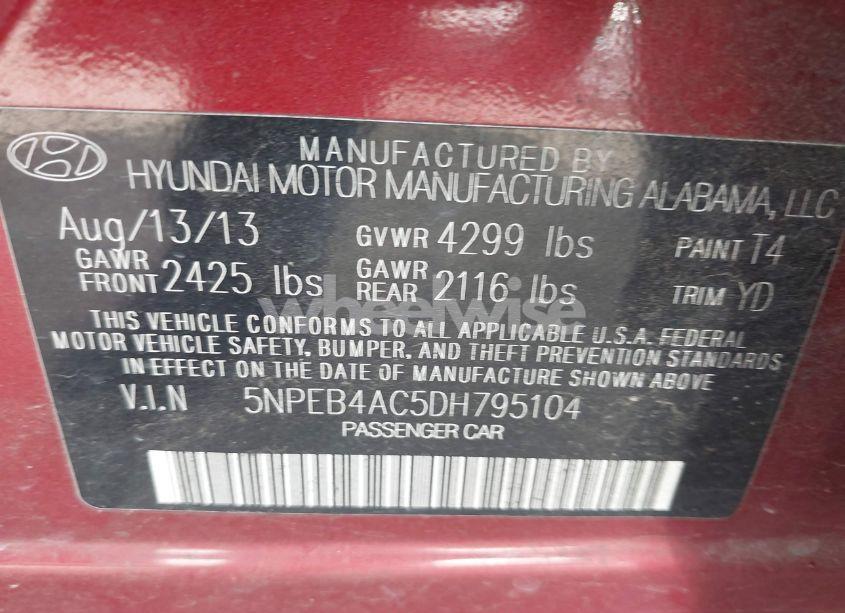 MANUFACTURED BY
HYUNDAI MOTOR MANUFACTURING ALABAMA, LLC
Aug/13/13 GVWR 4299 lbs PAINT T4
GAWR FRONT 2425 lbs GAWR REAR 2116 lbs TRIM YD
wheelwise
THIS VEHICLE CONFORMS TO ALL APPLICABLE U.S.A. FEDERAL
MOTOR VEHICLE SAFETY, BUMPER, AND THEFT PREVENTION STANDARDS
IN EFFECT ON THE DATE OF MANUFACTURE SHOWN ABOVE
V.I.N 5NPEB4AC5DH795104
PASSENGER CAR